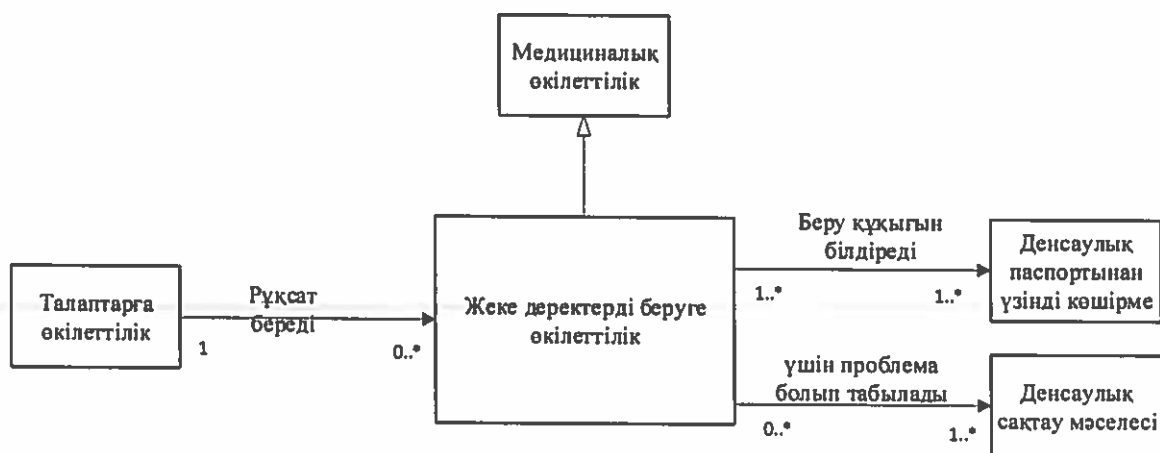 Медициналық
өкілеттілік
Беру құқығын
білдіреді
Денсаулық
паспортынан
үзінді көшірме
Талаптарға
өкілеттілік
Рұқсат
береді
Жеке деректерді беруге
өкілеттілік
1..*
1..*
1
0..*
үшін проблема
болып табылады
Денсаулық
сақтау мәселесі
0..*
1..*